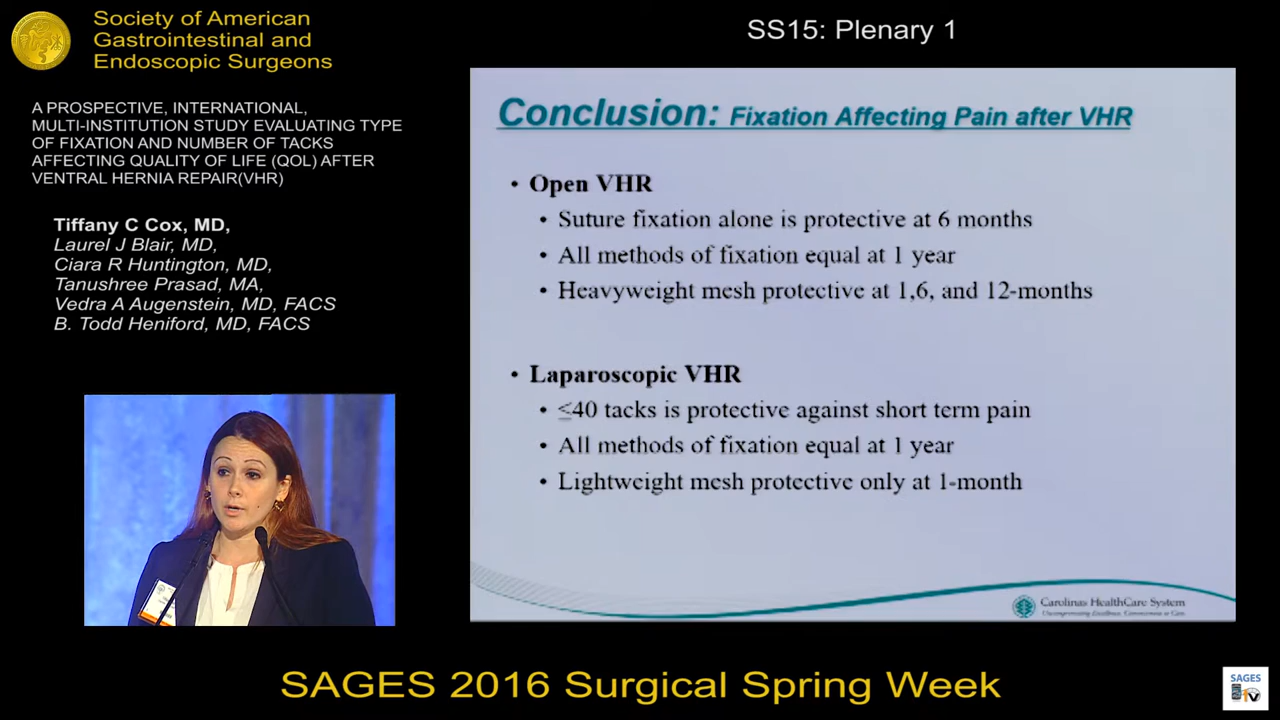 Society of American
Gastrointestinal and
Endoscopic Surgeons
SS15: Plenary 1
A PROSPECTIVE, INTERNATIONAL,
MULTI-INSTITUTION STUDY EVALUATING TYPE
OF FIXATION AND NUMBER OF TACKS
AFFECTING QUALITY OF LIFE (QOL) AFTER
VENTRAL HERNIA REPAIR(VHR)
Tiffany C Cox, MD,
Laurel J Blair, MD,
Ciara R Huntington, MD,
Tanushree Prasad, MA,
Vedra A Augenstein, MD, FACS
B. Todd Heniford, MD, FACS
Conclusion: Fixation Affecting Pain after VHR
• Open VHR
• Suture fixation alone is protective at 6 months
• All methods of fixation equal at 1 year
• Heavyweight mesh protective at 1,6, and 12-months
• Laparoscopic VHR
• ≤40 tacks is protective against short term pain
• All methods of fixation equal at 1 year
• Lightweight mesh protective only at 1-month
Carolinas HealthCare System
Uncompromising Excellence. Commitment to Care.
SAGES 2016 Surgical Spring Week
SAGES
TV